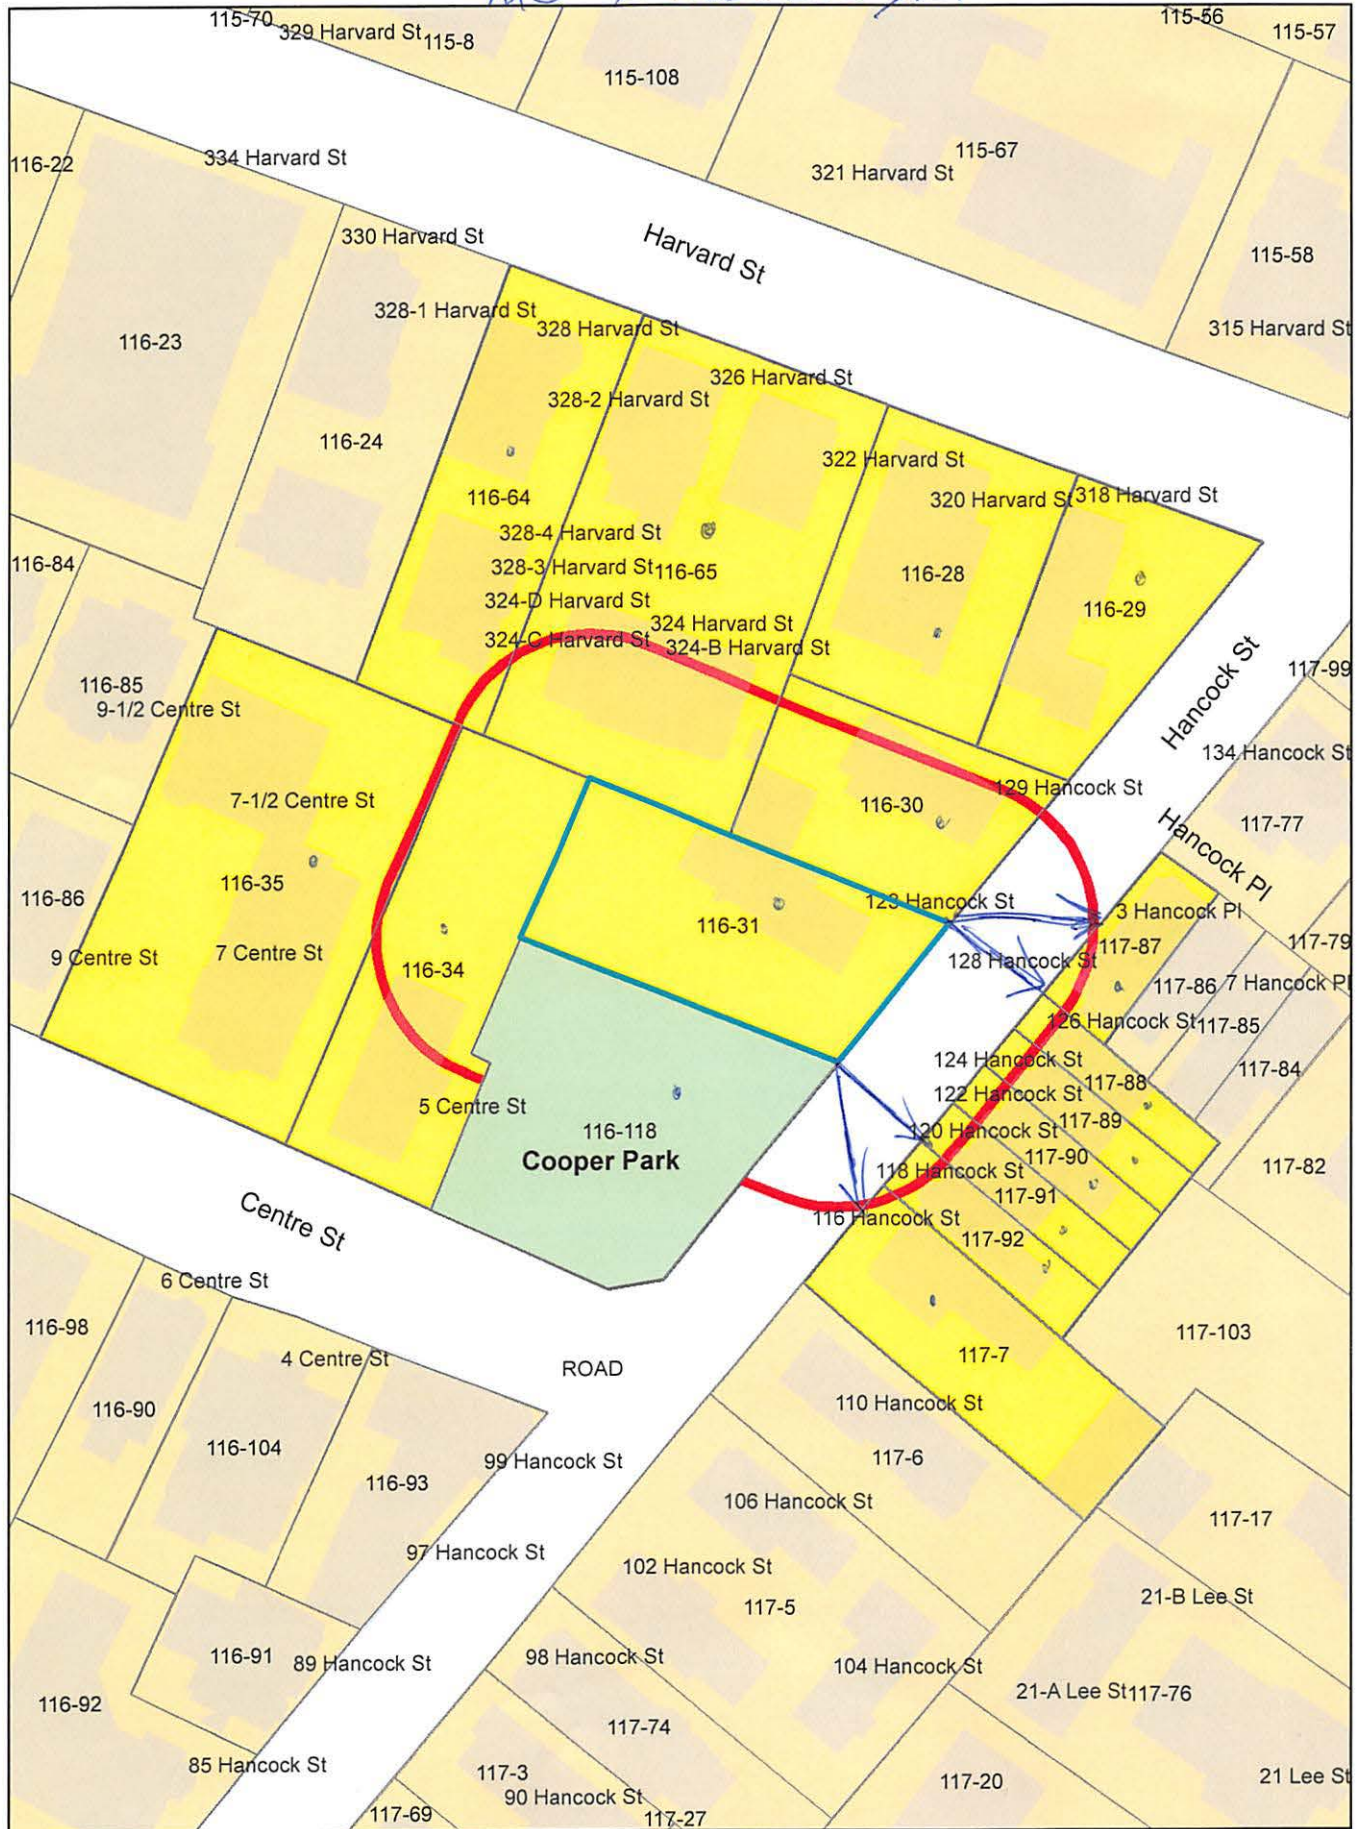 115-70
329 Harvard St
115-8
115-108
115-56
115-57
116-22
334 Harvard St
321 Harvard St
115-67
330 Harvard St
Harvard St
115-58
328-1 Harvard St
328 Harvard St
315 Harvard St
116-23
326 Harvard St
328-2 Harvard St
116-24
322 Harvard St
116-64
320 Harvard St
318 Harvard St
328-4 Harvard St
116-84
328-3 Harvard St
116-65
116-28
324-D Harvard St
116-29
324-C Harvard St
324 Harvard St
324-B Harvard St
Hancock St
117-99
116-85
9-1/2 Centre St
134 Hancock St
7-1/2 Centre St
116-30
129 Hancock St
117-77
Hancock Pl
116-86
116-35
123 Hancock St
3 Hancock Pl
116-31
117-87
117-79
9 Centre St
7 Centre St
116-34
128 Hancock St
117-86
7 Hancock Pl
126 Hancock St
117-85
124 Hancock St
117-84
117-88
122 Hancock St
5 Centre St
117-89
116-118
120 Hancock St
Cooper Park
117-90
117-82
118 Hancock St
117-91
Centre St
116 Hancock St
117-92
6 Centre St
116-98
117-103
4 Centre St
ROAD
117-7
116-90
110 Hancock St
116-104
117-6
99 Hancock St
116-93
106 Hancock St
117-17
97 Hancock St
102 Hancock St
21-B Lee St
117-5
116-91
89 Hancock St
98 Hancock St
104 Hancock St
21-A Lee St
117-76
116-92
117-74
85 Hancock St
117-3
90 Hancock St
117-20
21 Lee St
117-69
117-27